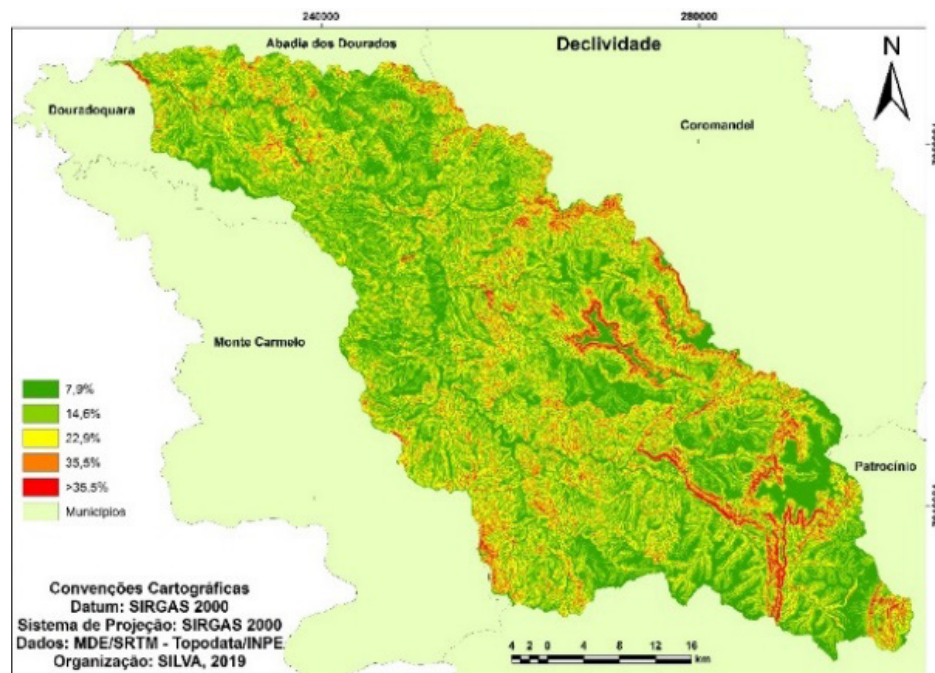 240000
280000
Abadia dos Dourados
Declividade
N
Douradoquara
Coromandel
Monte Carmelo
7,9%
14,6%
22,9%
35,5%
>35,5%
Municípios
Patrocínio
Convenções Cartográficas
Datum: SIRGAS 2000
Sistema de Projeção: SIRGAS 2000
Dados: MDE/SRTM - Topodata/INPE
Organização: SILVA, 2019
4 2 0 4 8 12 16
km